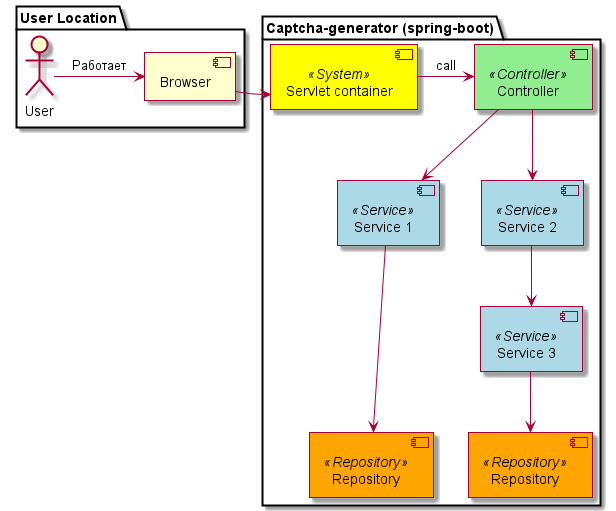 User Location
Captcha-generator (spring-boot)
User
Работает
Browser
«System»
Servlet container
call
«Controller»
Controller
«Service»
Service 1
«Service»
Service 2
«Service»
Service 3
«Repository»
Repository
«Repository»
Repository